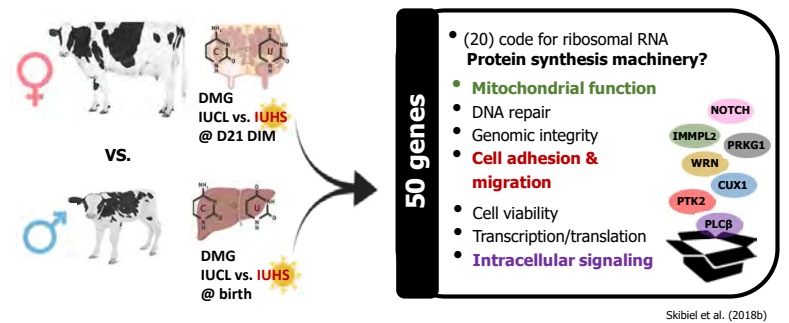 DMG
IUCL vs. IUHS
@ D21 DIM
VS.
DMG
IUCL vs. IUHS
@ birth
50 genes
• (20) code for ribosomal RNA
Protein synthesis machinery?
• Mitochondrial function
• DNA repair
• Genomic integrity
• Cell adhesion &
migration
• Cell viability
• Transcription/translation
• Intracellular signaling
NOTCH
IMMPL2
PRKG1
WRN
CUX1
PTK2
PLCβ
Skibiel et al. (2018b)